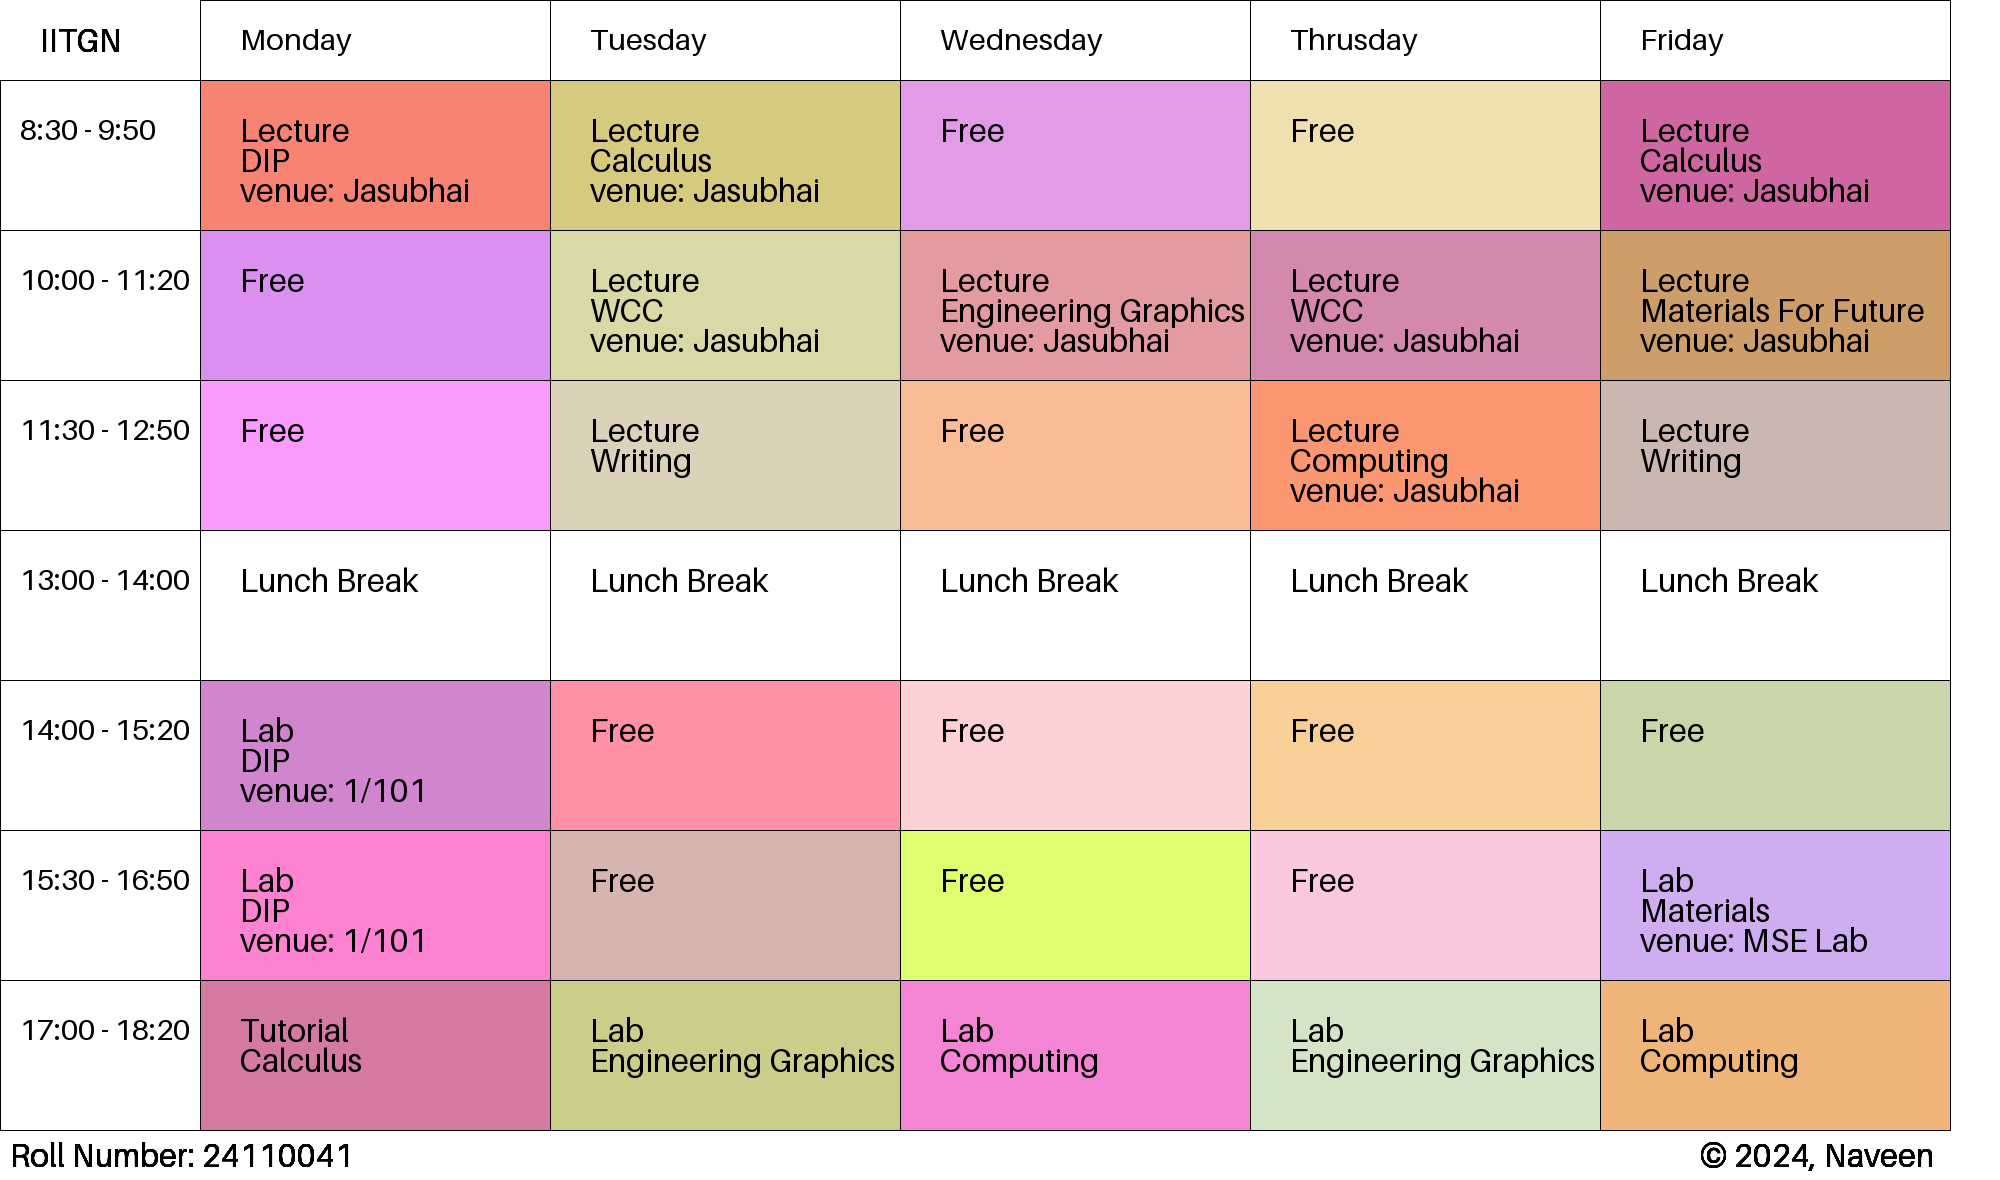 IITGN
Monday
Tuesday
Wednesday
Thrusday
Friday
8:30 - 9:50
Lecture
DIP
venue: Jasubhai
Lecture
Calculus
venue: Jasubhai
Free
Free
Lecture
Calculus
venue: Jasubhai
10:00 - 11:20
Free
Lecture
WCC
venue: Jasubhai
Lecture
Engineering Graphics
venue: Jasubhai
Lecture
WCC
venue: Jasubhai
Lecture
Materials For Future
venue: Jasubhai
11:30 - 12:50
Free
Lecture
Writing
Free
Lecture
Computing
venue: Jasubhai
Lecture
Writing
13:00 - 14:00
Lunch Break
Lunch Break
Lunch Break
Lunch Break
Lunch Break
14:00 - 15:20
Lab
DIP
venue: 1/101
Free
Free
Free
Free
15:30 - 16:50
Lab
DIP
venue: 1/101
Free
Free
Free
Lab
Materials
venue: MSE Lab
17:00 - 18:20
Tutorial
Calculus
Lab
Engineering Graphics
Lab
Computing
Lab
Engineering Graphics
Lab
Computing
Roll Number: 24110041
© 2024, Naveen